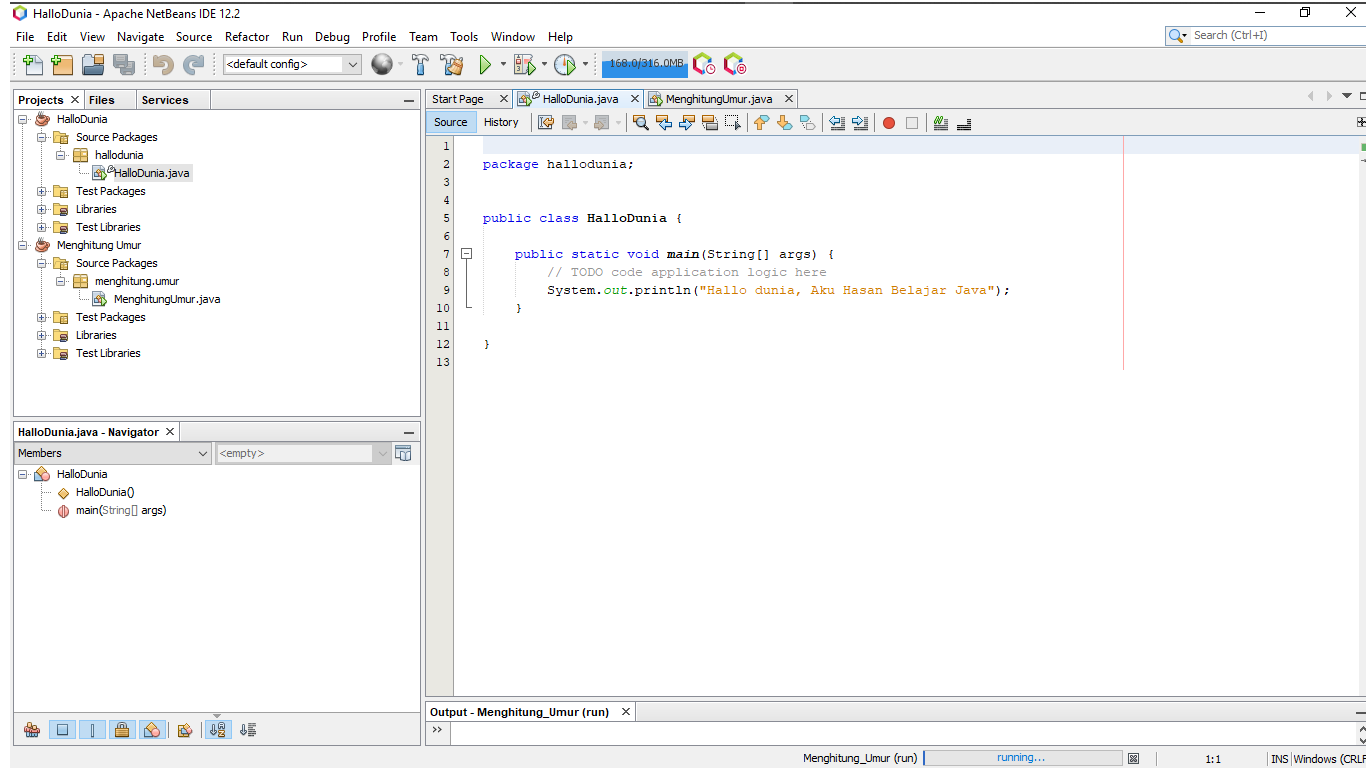 HalloDunia - Apache NetBeans IDE 12.2
File Edit View Navigate Source Refactor Run Debug Profile Team Tools Window Help
Search (Ctrl+I)
<default config>
168.0/316.0MB
Projects Files Services
HalloDunia
Source Packages
hallodunia
HalloDunia.java
Test Packages
Libraries
Test Libraries
Menghitung Umur
Source Packages
menghitung.umur
MenghitungUmur.java
Test Packages
Libraries
Test Libraries
HalloDunia.java - Navigator
Members <empty>
HalloDunia
HalloDunia()
main(String[] args)
Start Page HalloDunia.java MenghitungUmur.java
Source History
1
2 package hallodunia;
3
4
5 public class HalloDunia {
6
7 public static void main(String[] args) {
8 // TODO code application logic here
9 System.out.println("Hallo dunia, Aku Hasan Belajar Java");
10 }
11
12 }
13
Output - Menghitung_Umur (run)
Menghitung_Umur (run) running... 1:1 INS Windows (CRLF